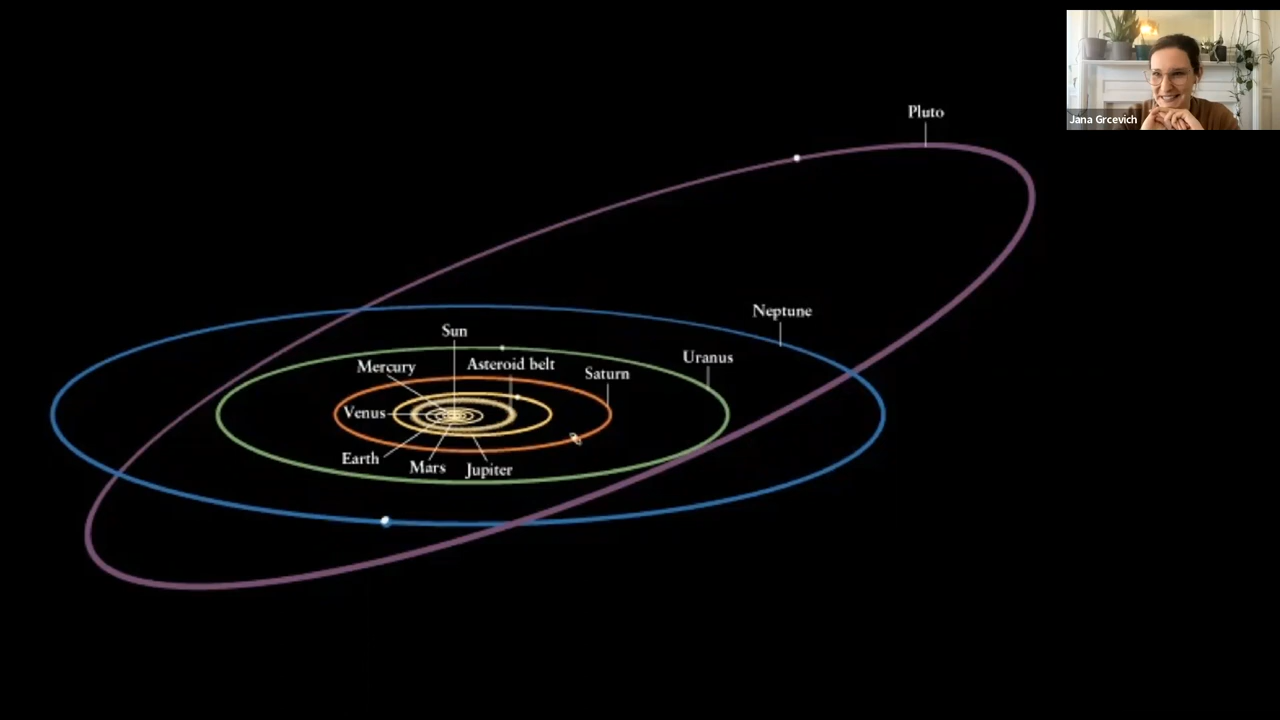 Jana Grcevich
Pluto
Neptune
Sun
Uranus
Mercury
Asteroid belt
Saturn
Venus
Earth
Mars
Jupiter